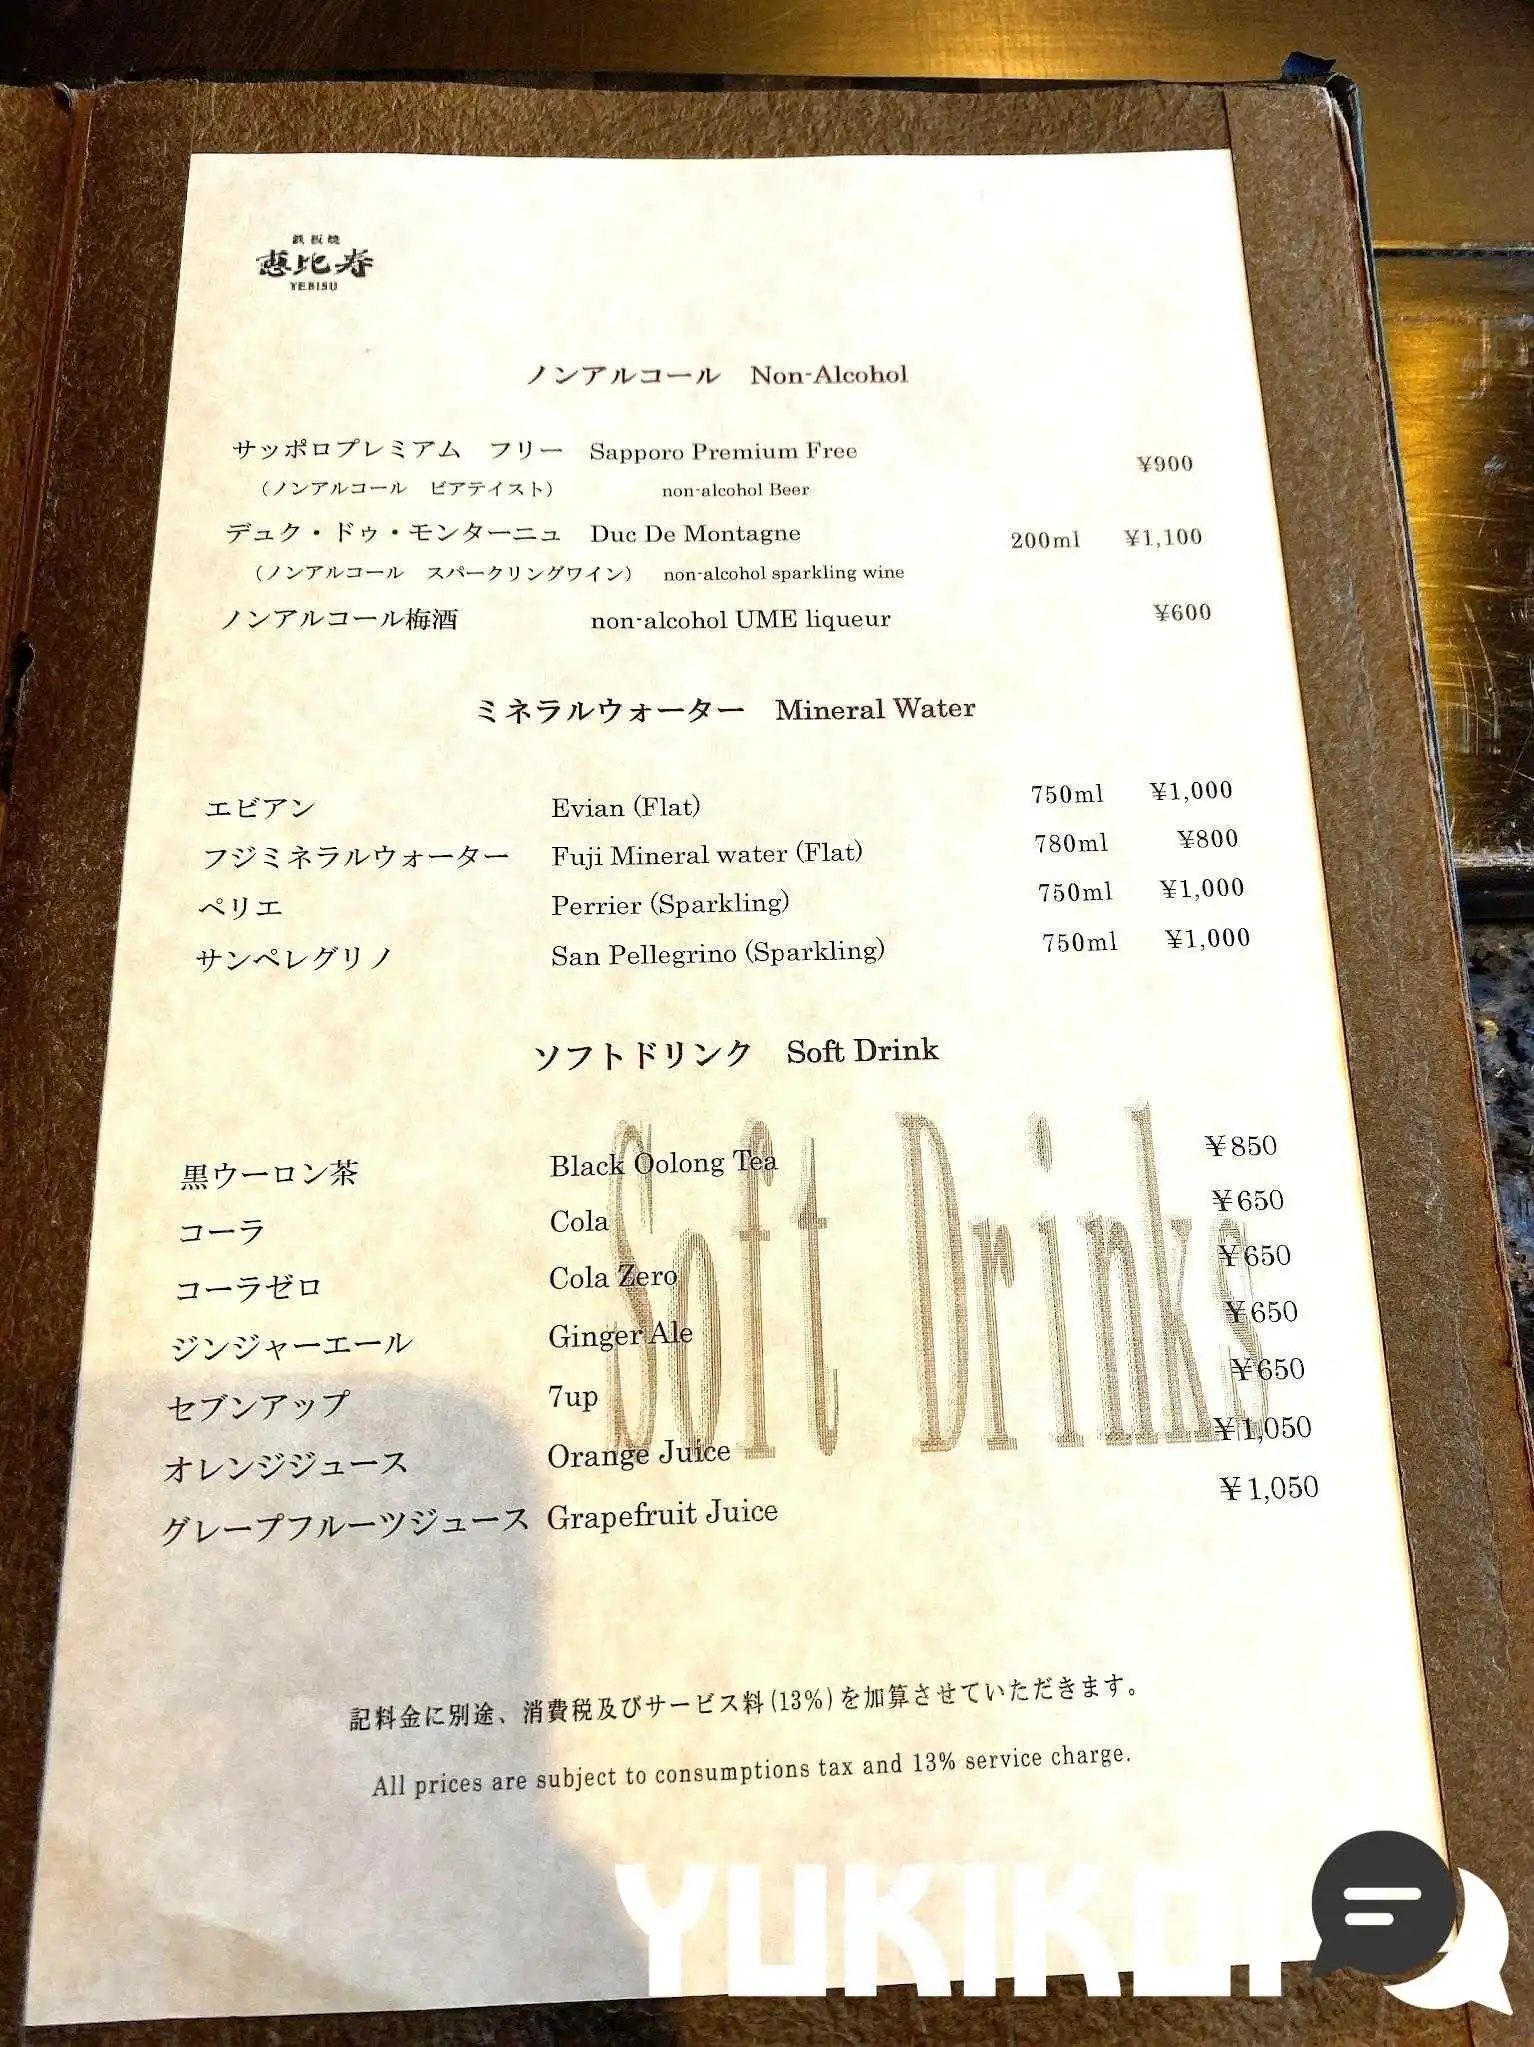 鉄板焼
恵比寿
YEBISU
ノンアルコール Non-Alcohol
サッポロプレミアム フリー Sapporo Premium Free ¥900
（ノンアルコール ビアテイスト） non-alcohol Beer
デュク・ドゥ・モンターニュ Duc De Montagne 200ml ¥1,100
（ノンアルコール スパークリングワイン） non-alcohol sparkling wine
ノンアルコール梅酒 non-alcohol UME liqueur ¥600
ミネラルウォーター Mineral Water
エビアン Evian (Flat) 750ml ¥1,000
フジミネラルウォーター Fuji Mineral water (Flat) 780ml ¥800
ペリエ Perrier (Sparkling) 750ml ¥1,000
サンペレグリノ San Pellegrino (Sparkling) 750ml ¥1,000
ソフトドリンク Soft Drink
Soft Drinks
黒ウーロン茶 Black Oolong Tea ¥850
コーラ Cola ¥650
コーラゼロ Cola Zero ¥650
ジンジャーエール Ginger Ale ¥650
セブンアップ 7up ¥650
オレンジジュース Orange Juice ¥1,050
グレープフルーツジュース Grapefruit Juice ¥1,050
記料金に別途、消費税及びサービス料(13%)を加算させていただきます。
All prices are subject to consumptions tax and 13% service charge.
YUKIKOI